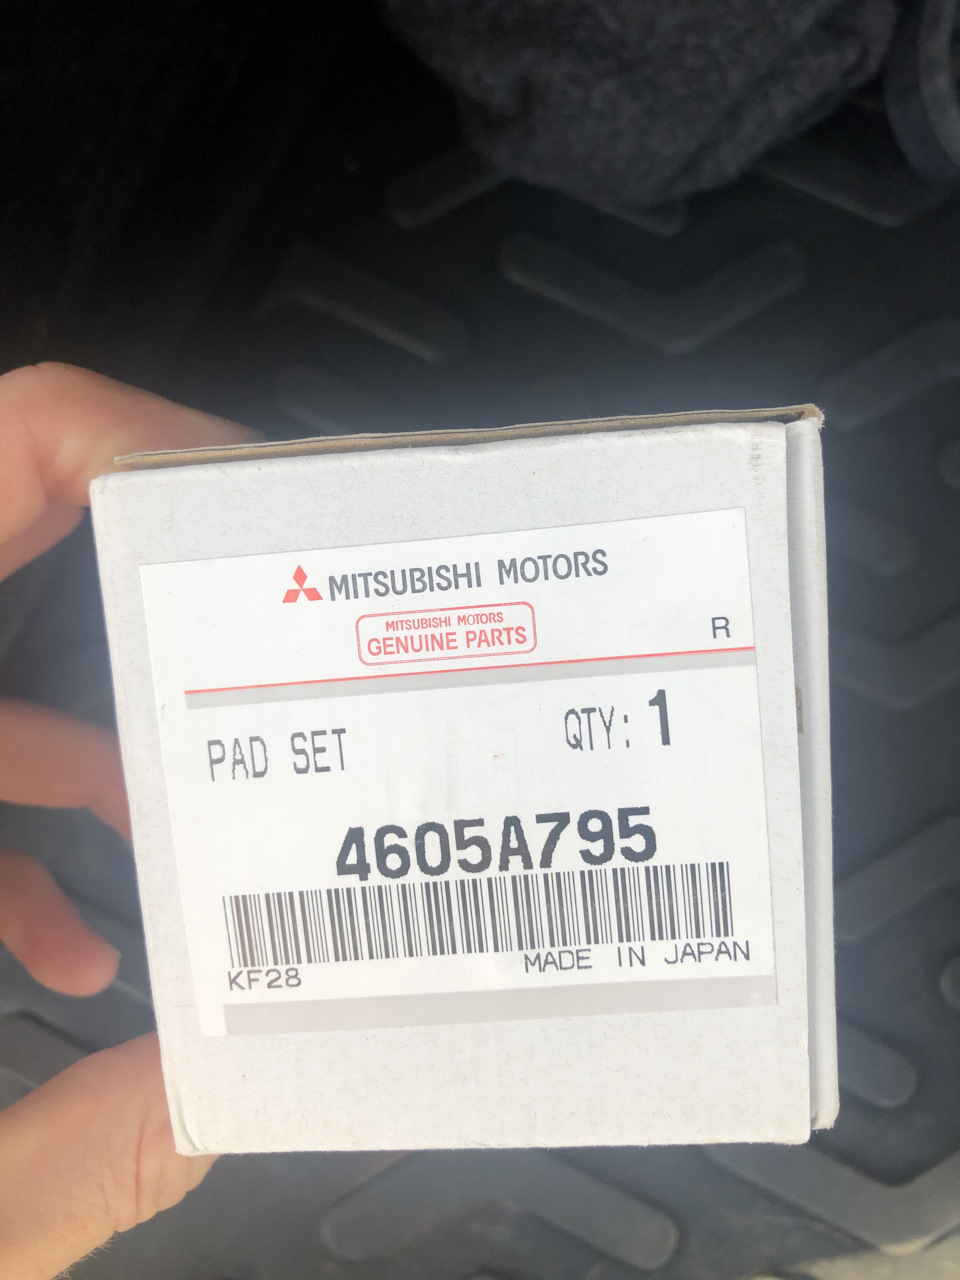 MITSUBISHI MOTORS
MITSUBISHI MOTORS
GENUINE PARTS
R
PAD SET
QTY: 1
4605A795
KF28
MADE IN JAPAN